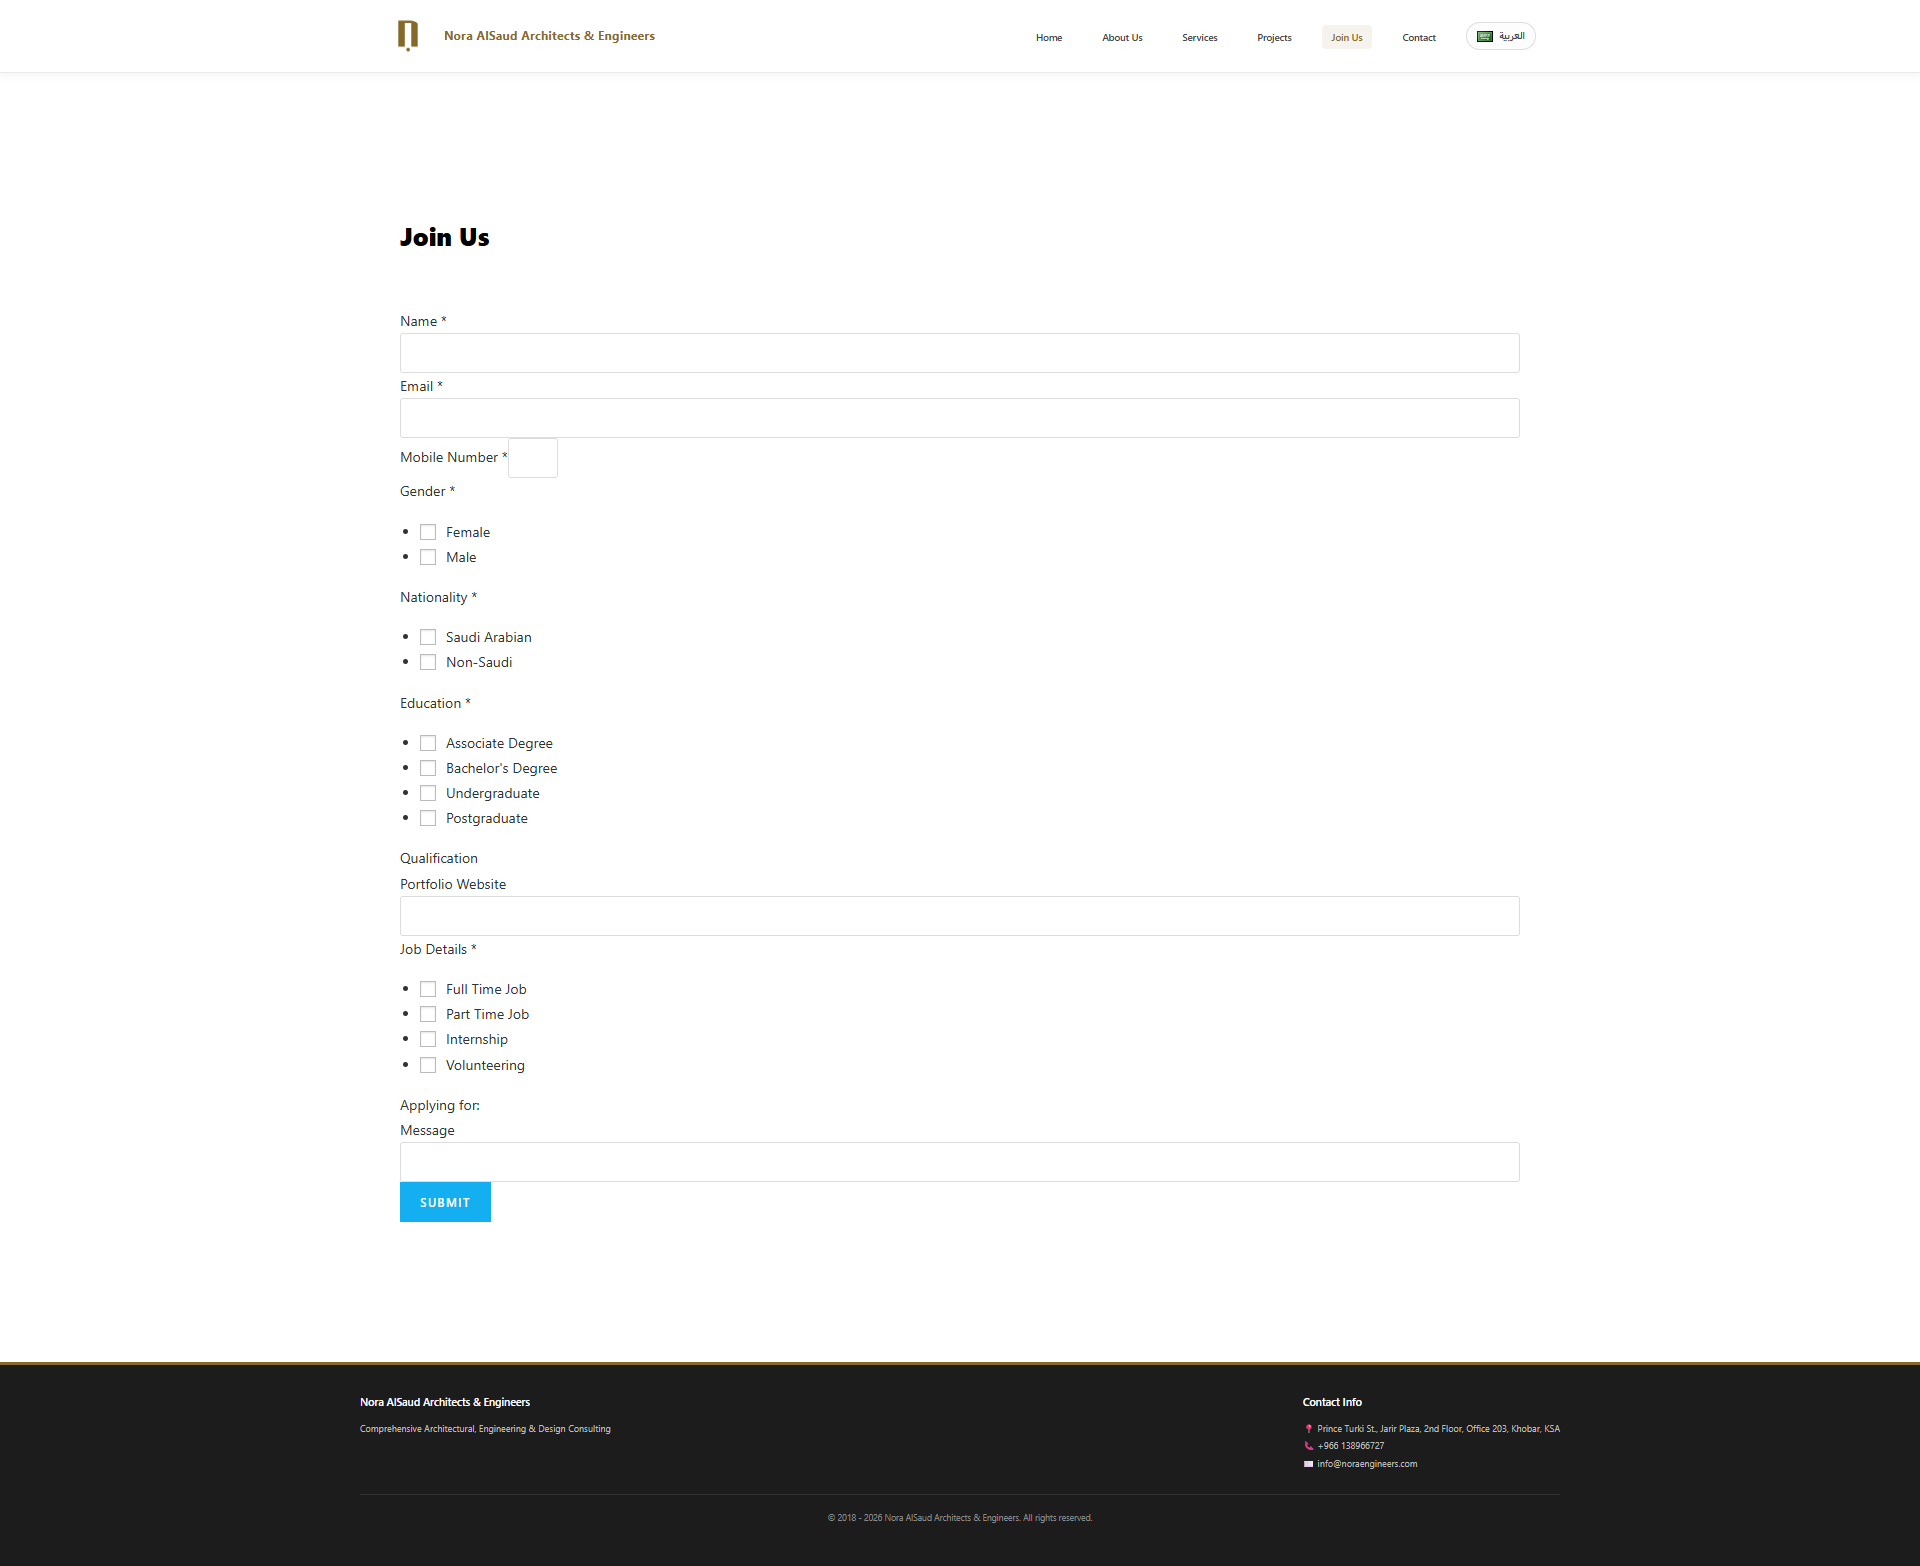 Nora AlSaud Architects & Engineers
Home
About Us
Services
Projects
Join Us
Contact
العربية
Join Us
Name *
Email *
Mobile Number *
Gender *
Female
Male
Nationality *
Saudi Arabian
Non-Saudi
Education *
Associate Degree
Bachelor's Degree
Undergraduate
Postgraduate
Qualification
Portfolio Website
Job Details *
Full Time Job
Part Time Job
Internship
Volunteering
Applying for:
Message
SUBMIT
Nora AlSaud Architects & Engineers
Comprehensive Architectural, Engineering & Design Consulting
Contact Info
Prince Turki St., Jarir Plaza, 2nd Floor, Office 203, Khobar, KSA
+966 138966727
info@noraengineers.com
© 2018 - 2026 Nora AlSaud Architects & Engineers. All rights reserved.